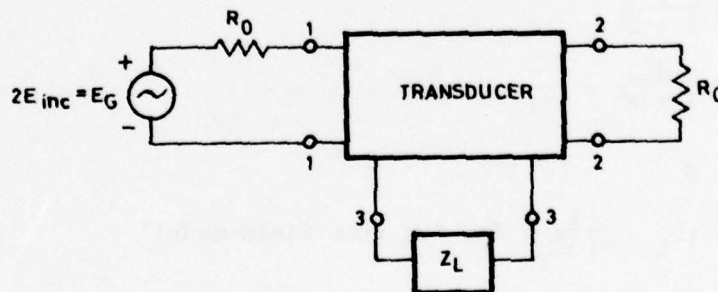 R0
1
2
+
2E inc = EG
-
TRANSDUCER
R0
1
2
3
3
ZL